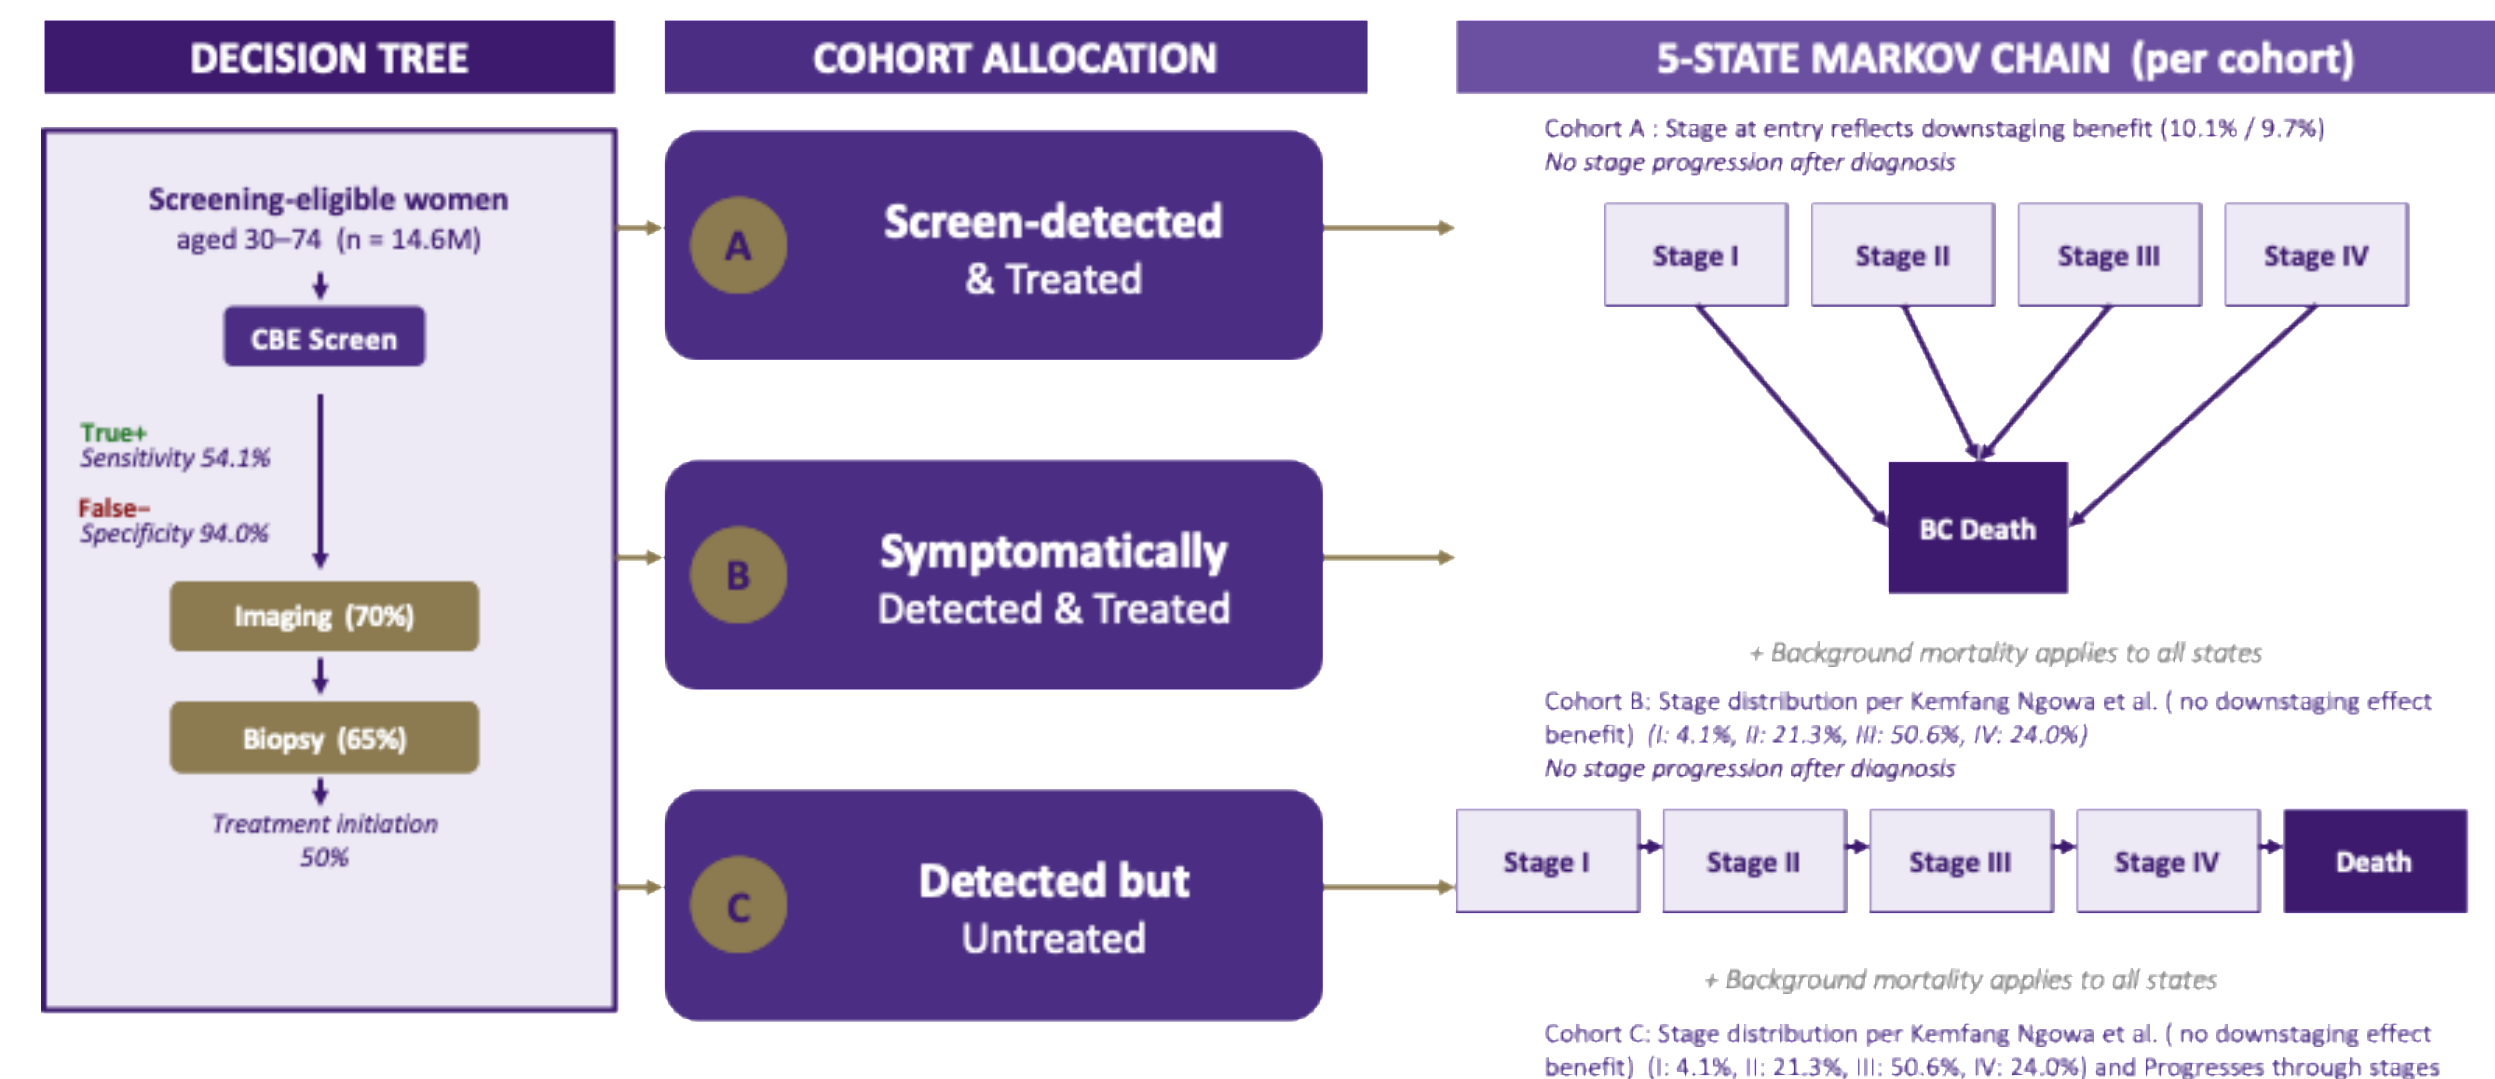 DECISION TREE
Screening-eligible women
aged 30–74 (n = 14.6M)
CBE Screen
True+
Sensitivity 54.1%
False–
Specificity 94.0%
Imaging (70%)
Biopsy (65%)
Treatment initiation
50%
COHORT ALLOCATION
A
Screen-detected
& Treated
B
Symptomatically
Detected & Treated
C
Detected but
Untreated
5-STATE MARKOV CHAIN (per cohort)
Cohort A : Stage at entry reflects downstaging benefit (10.1% / 9.7%)
No stage progression after diagnosis
Stage I
Stage II
Stage III
Stage IV
BC Death
+ Background mortality applies to all states
Cohort B: Stage distribution per Kemfang Ngowa et al. ( no downstaging effect
benefit) (I: 4.1%, II: 21.3%, III: 50.6%, IV: 24.0%)
No stage progression after diagnosis
Stage I
Stage II
Stage III
Stage IV
Death
+ Background mortality applies to all states
Cohort C: Stage distribution per Kemfang Ngowa et al. ( no downstaging effect
benefit) (I: 4.1%, II: 21.3%, III: 50.6%, IV: 24.0%) and Progresses through stages